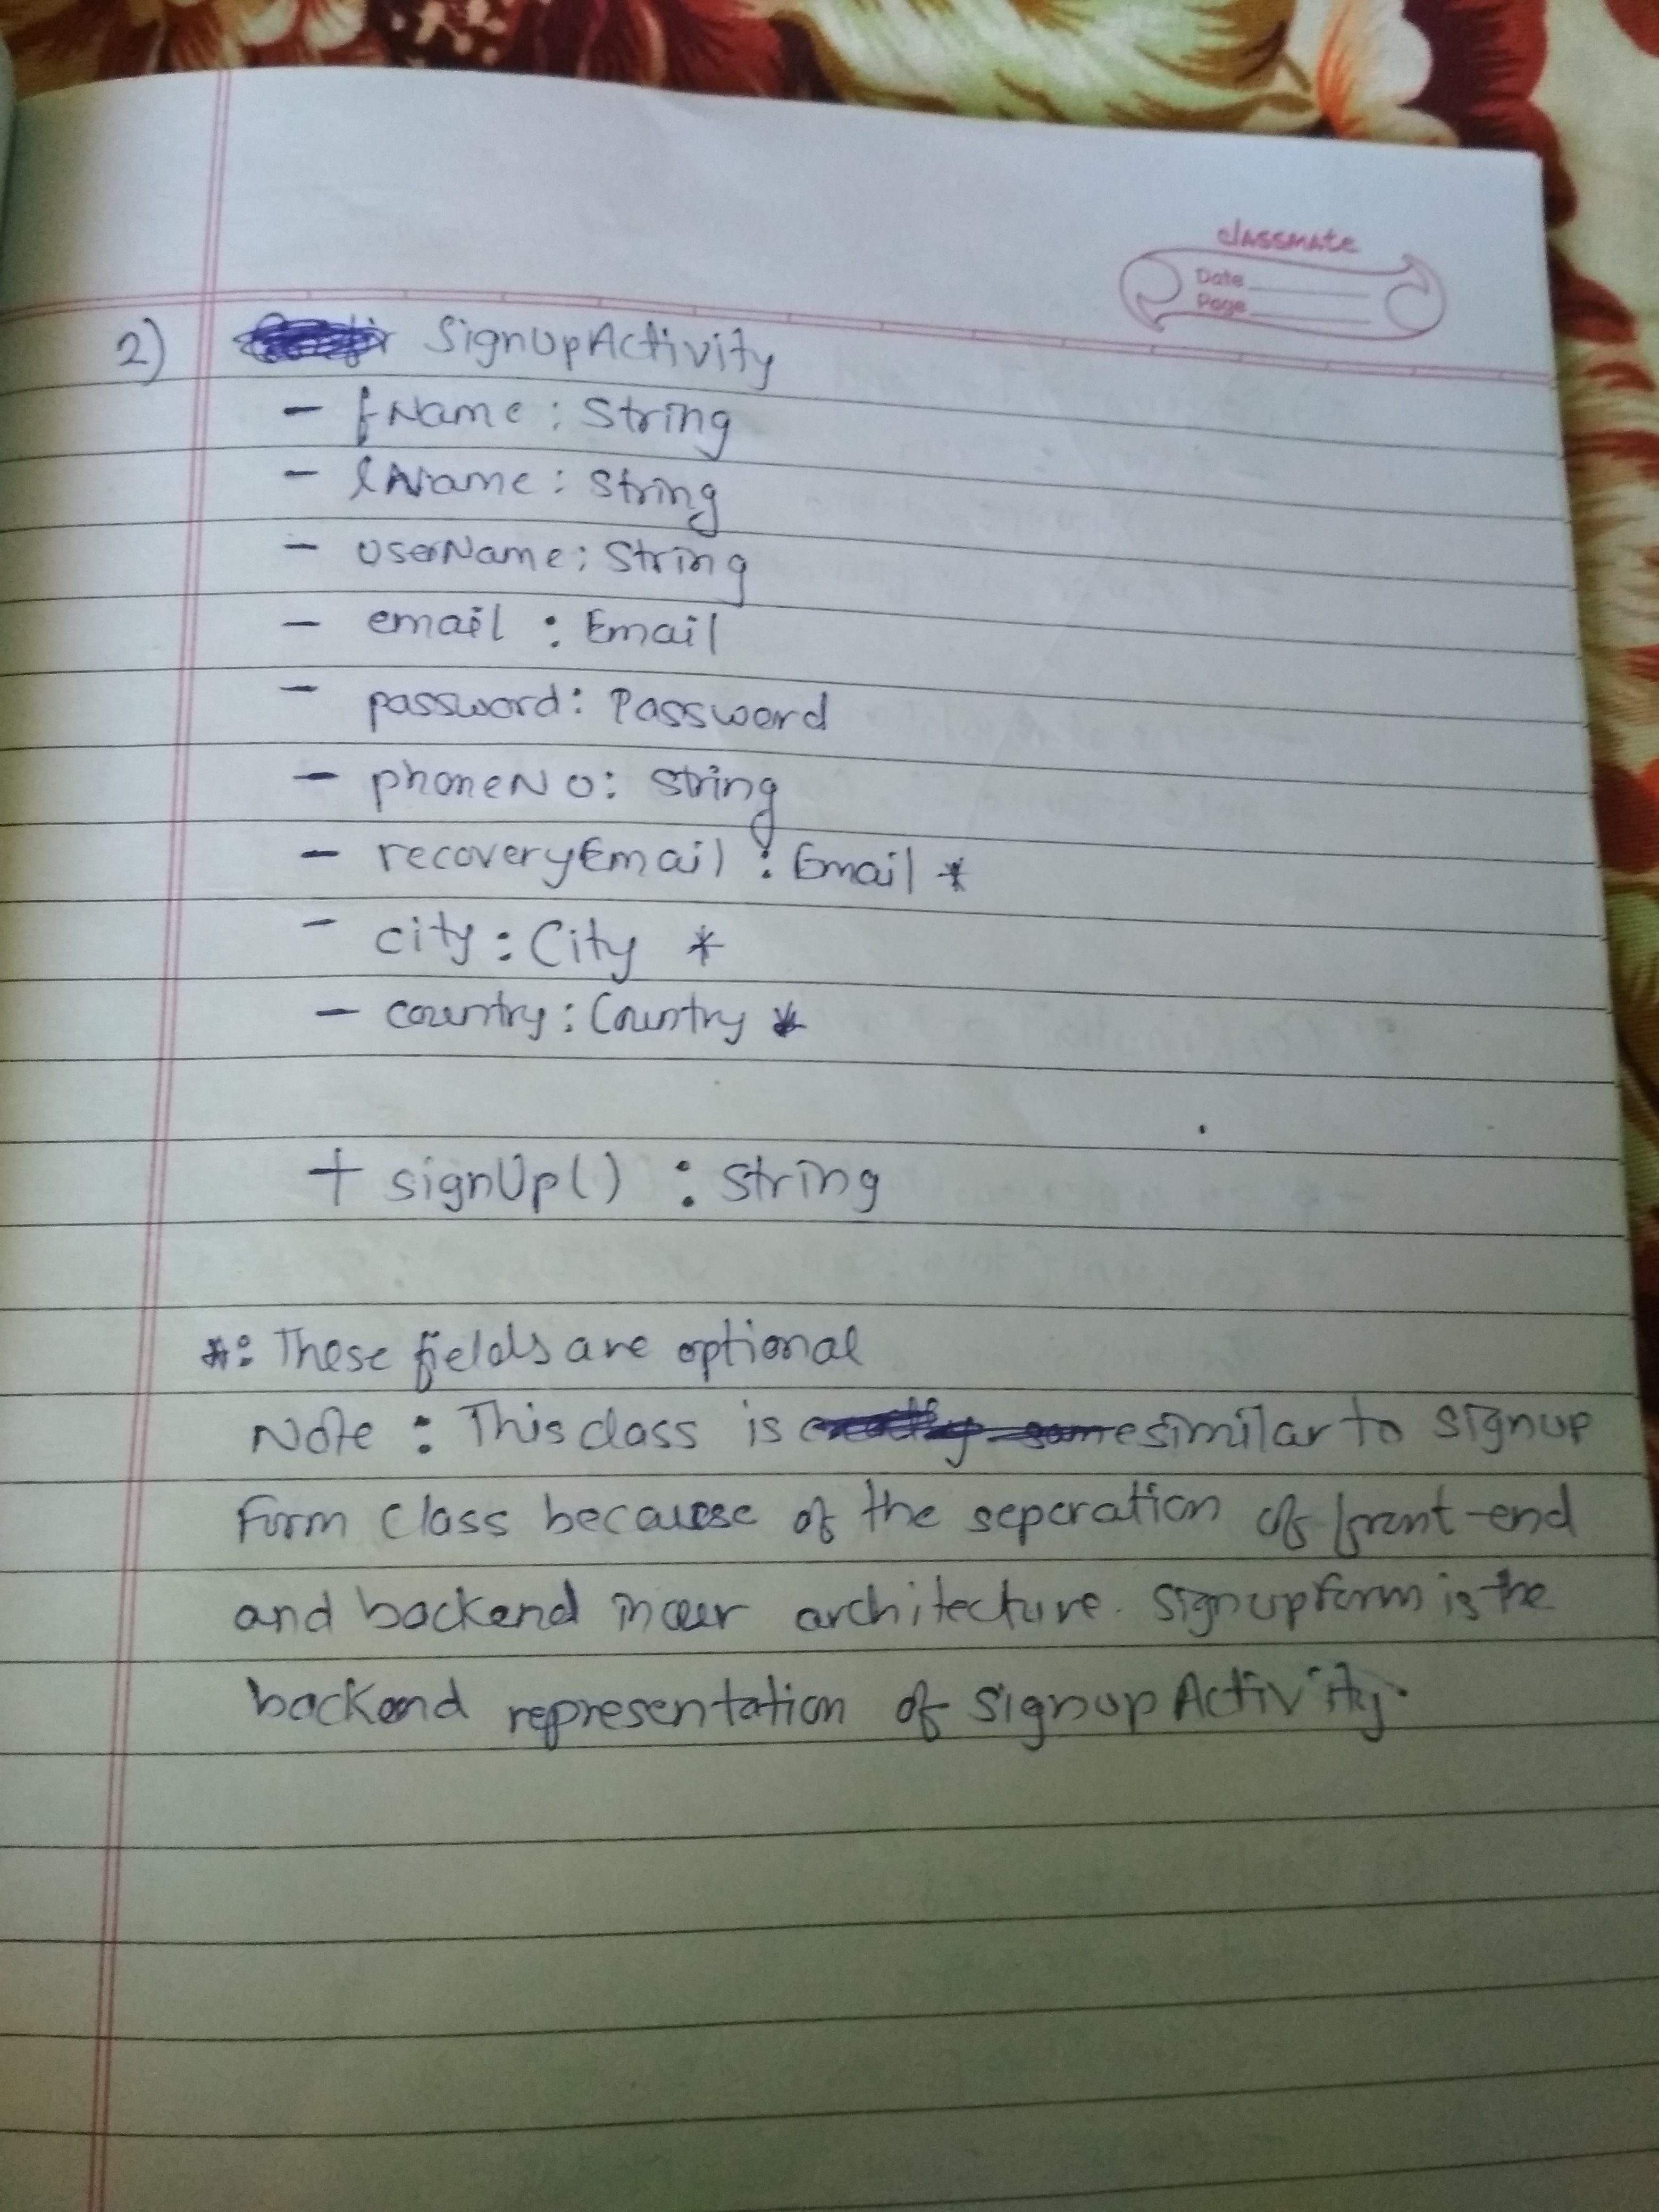 classmate
Date
Page
2) SignUpActivity
- fName : String
- lName : String
- userName : String
- email : Email
- password : Password
- phoneNo : String
- recoveryEmail : Email *
- city : City *
- country : Country *
+ signUp() : String
* : These fields are optional
Note : This class is exactly same similar to signup
form class because of the seperation of front-end
and backend in our architecture. Signupform is the
backend representation of signupActivity.